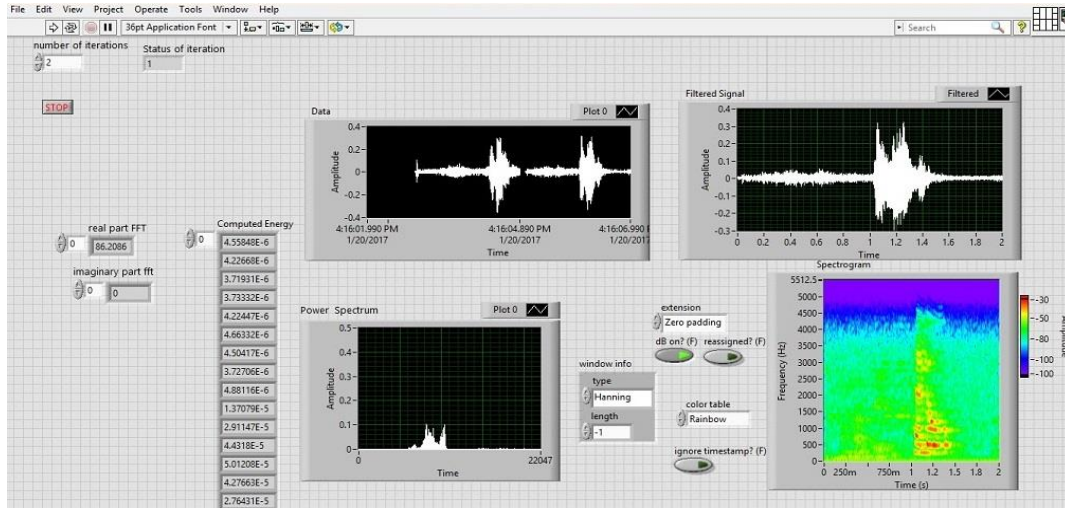 File Edit View Project Operate Tools Window Help
36pt Application Font
Search
number of iterations
2
Status of iteration
1
STOP
Data
Plot 0
Amplitude
0.4
0.2
0
-0.2
-0.4
4:16:01.990 PM 4:16:04.890 PM 4:16:06.990 P
1/20/2017 1/20/2017 1/20/2017
Time
Filtered Signal
Filtered
Amplitude
0.4
0.3
0.2
0.1
0
-0.1
-0.2
-0.3
0 0.2 0.4 0.6 0.8 1 1.2 1.4 1.6 1.8 2
Time
real part FFT
0 86.2086
imaginary part fft
0 0
Computed Energy
0
4.55848E-6
4.22668E-6
3.71931E-6
3.73332E-6
4.22447E-6
4.66332E-6
4.50417E-6
3.72706E-6
4.88116E-6
1.37079E-5
2.91147E-5
4.4318E-5
5.01208E-5
4.27663E-5
2.76431E-5
Power Spectrum
Plot 0
Amplitude
0.5
0.4
0.3
0.2
0.1
0
0 22047
Time
extension
Zero padding
dB on? (F) reassigned? (F)
window info
type
Hanning
length
-1
color table
Rainbow
ignore timestamp? (F)
Spectrogram
Frequency (Hz)
5512.5
5000
4500
4000
3500
3000
2500
2000
1500
1000
500
0
0 250m 750m 1 1.2 1.5 1.8 2
Time (s)
-30
-50
-80
-100
-100